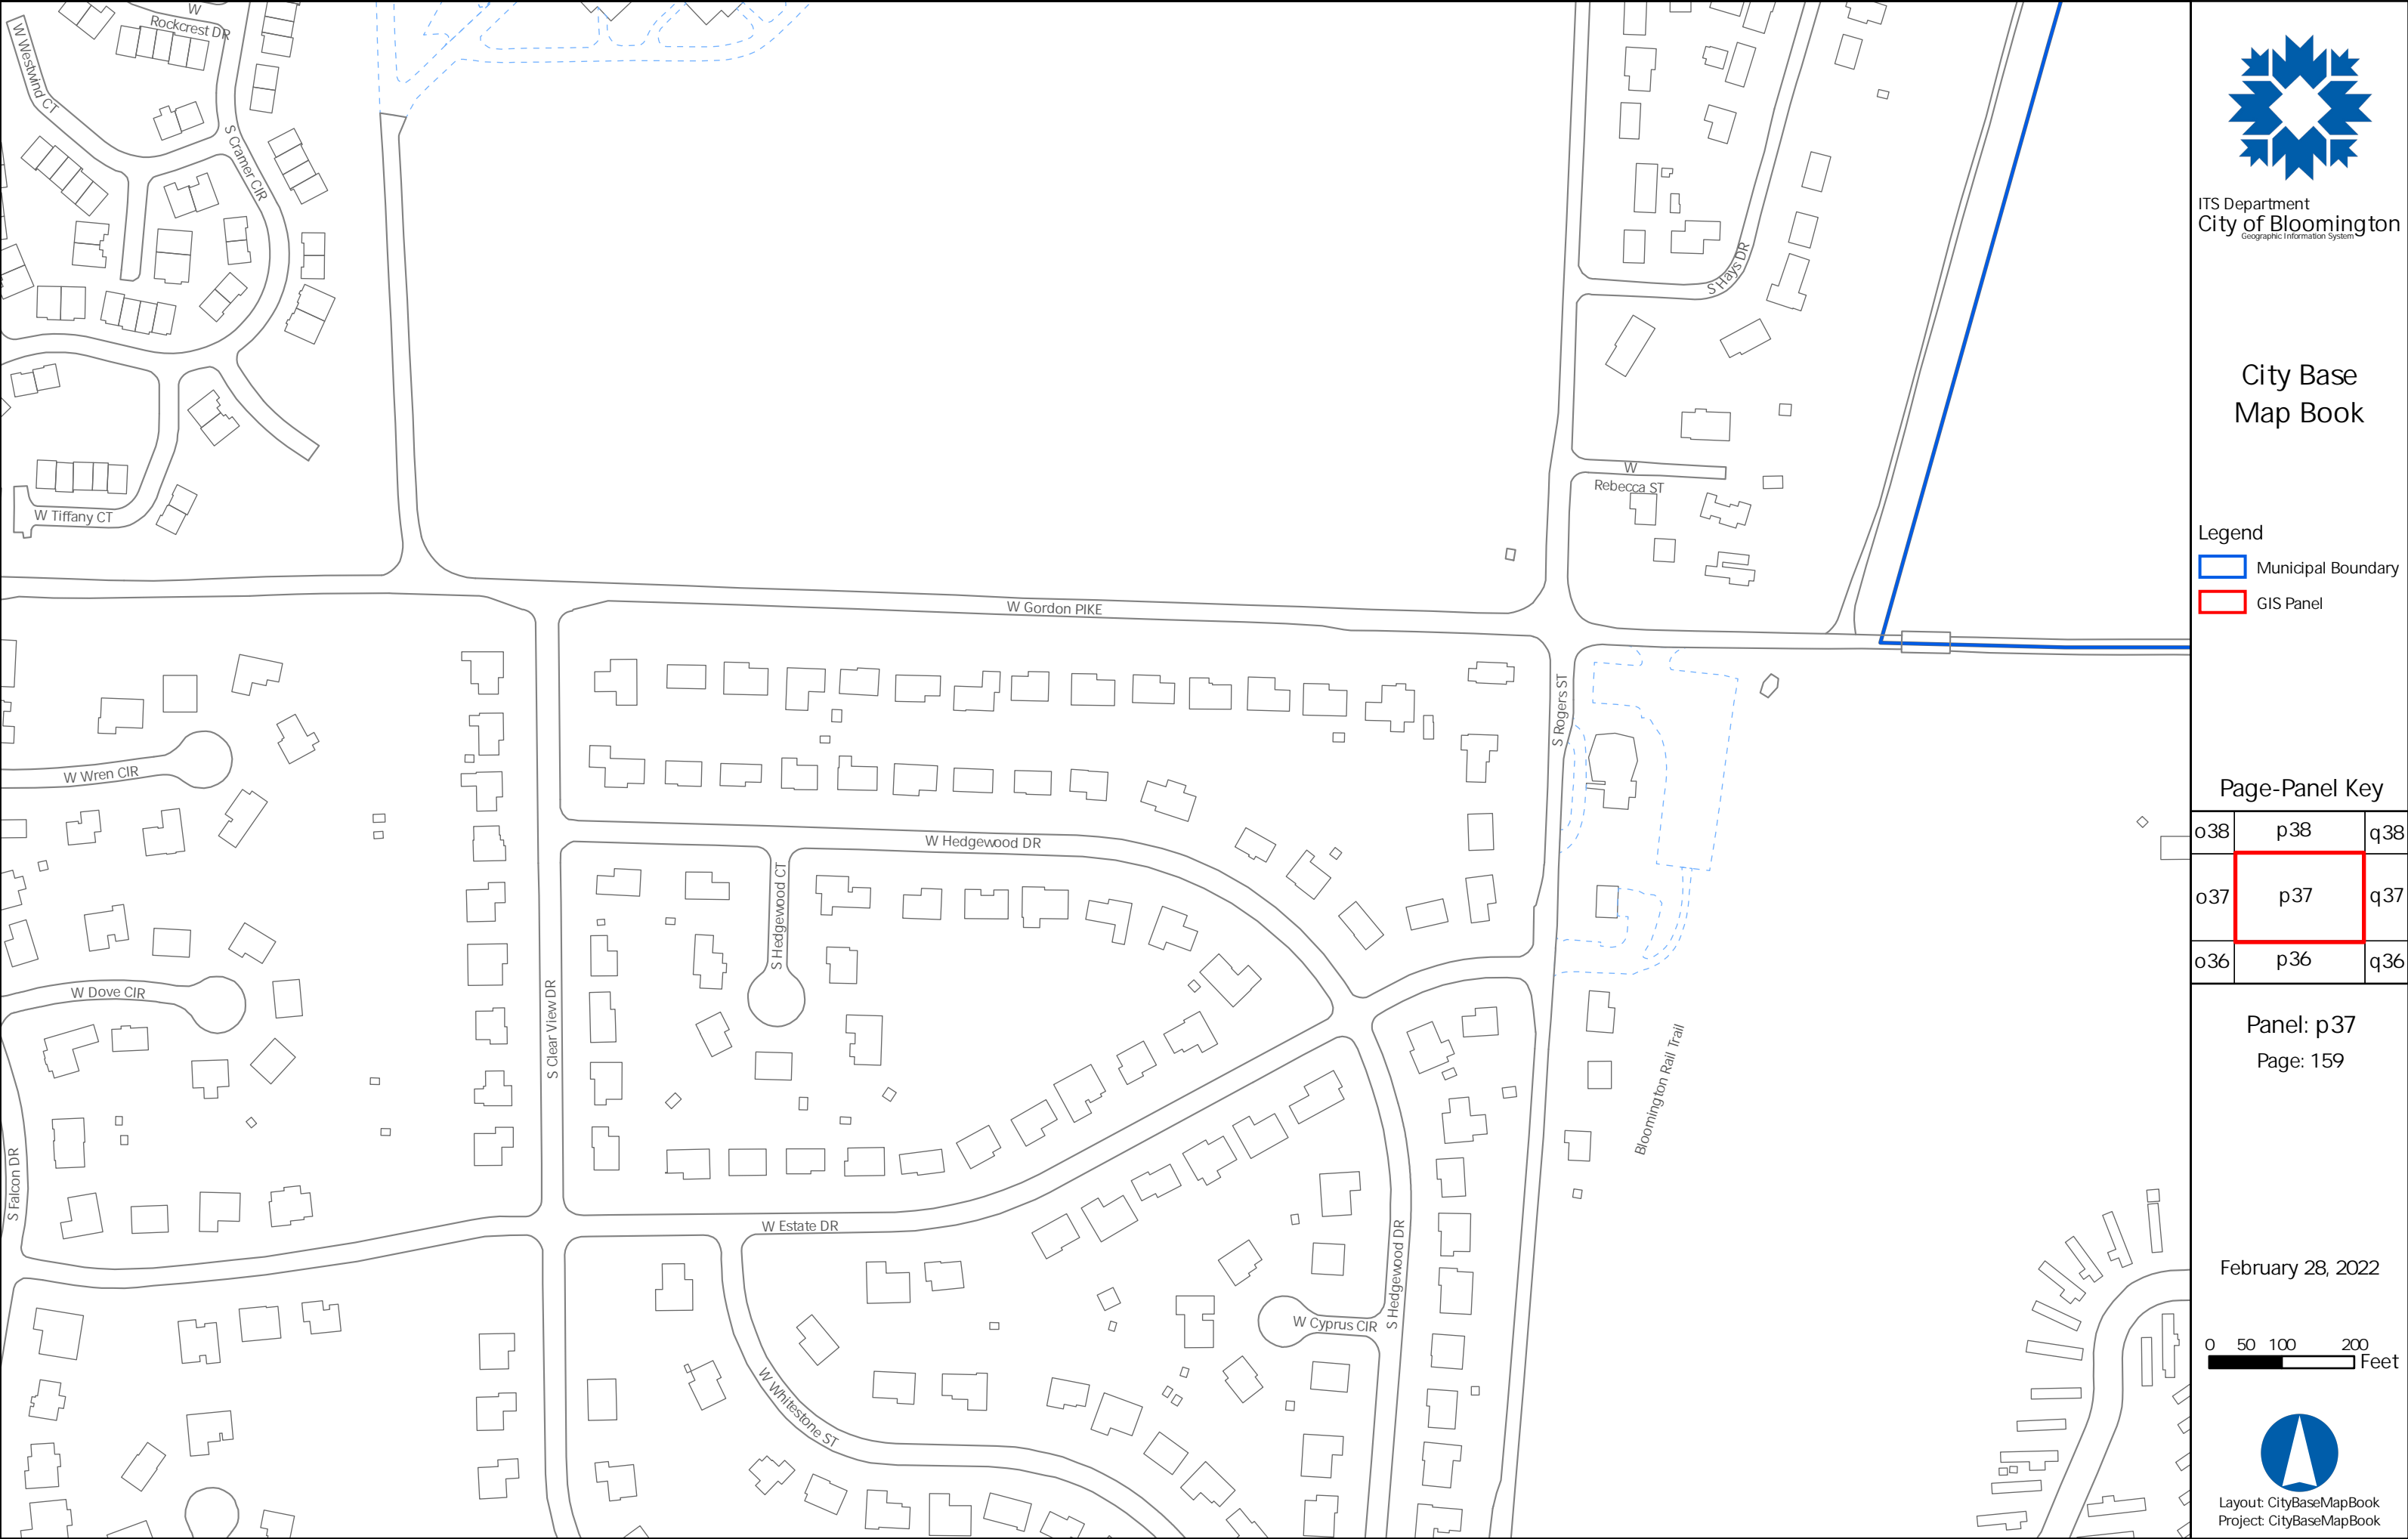 W
Rockcrest DR
W Westwind CT
S Cramer CIR
W Tiffany CT
S Hays DR
W
Rebecca ST
W Gordon PIKE
S Rogers ST
W Wren CIR
W Hedgewood DR
S Hedgewood CT
W Dove CIR
S Clear View DR
Bloomington Rail Trail
S Falcon DR
W Estate DR
S Hedgewood DR
W Cyprus CIR
W Whitestone ST
ITS Department
City of Bloomington
Geographic Information System
City Base
Map Book
Legend
Municipal Boundary
GIS Panel
Page-Panel Key
o38 p38 q38
o37 p37 q37
o36 p36 q36
Panel: p37
Page: 159
February 28, 2022
0 50 100 200
Feet
Layout: CityBaseMapBook
Project: CityBaseMapBook